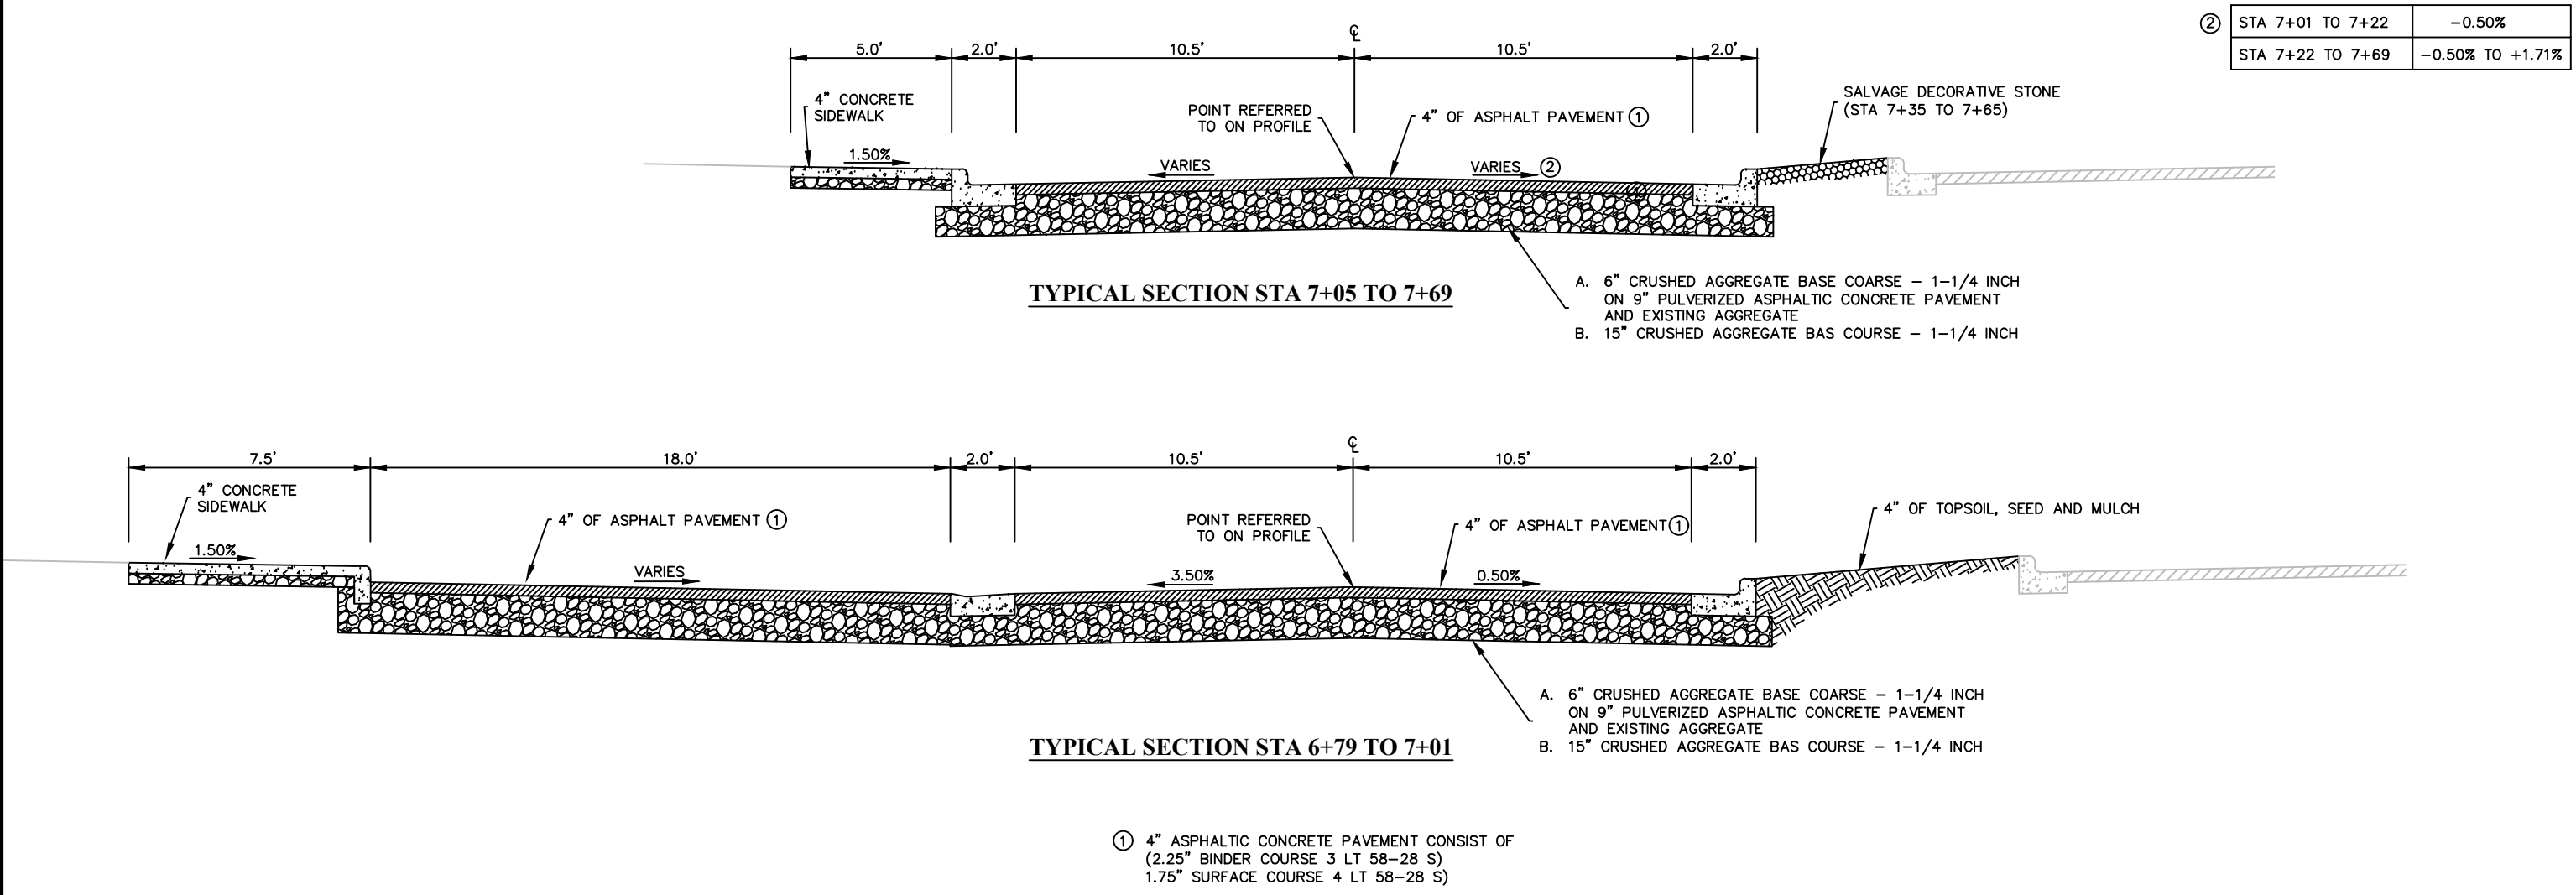 ② STA 7+01 TO 7+22 −0.50%
STA 7+22 TO 7+69 −0.50% TO +1.71%
℄
5.0' 2.0' 10.5' 10.5' 2.0'
4" CONCRETE
SIDEWALK
POINT REFERRED
TO ON PROFILE
4" OF ASPHALT PAVEMENT ①
SALVAGE DECORATIVE STONE
(STA 7+35 TO 7+65)
1.50%
VARIES
VARIES ②
①
TYPICAL SECTION STA 7+05 TO 7+69
A. 6" CRUSHED AGGREGATE BASE COARSE − 1−1/4 INCH
ON 9" PULVERIZED ASPHALTIC CONCRETE PAVEMENT
AND EXISTING AGGREGATE
B. 15" CRUSHED AGGREGATE BAS COURSE − 1−1/4 INCH
℄
7.5' 18.0' 2.0' 10.5' 10.5' 2.0'
4" CONCRETE
SIDEWALK
4" OF ASPHALT PAVEMENT ①
POINT REFERRED
TO ON PROFILE
4" OF ASPHALT PAVEMENT ①
4" OF TOPSOIL, SEED AND MULCH
1.50%
VARIES
3.50%
0.50%
TYPICAL SECTION STA 6+79 TO 7+01
A. 6" CRUSHED AGGREGATE BASE COARSE − 1−1/4 INCH
ON 9" PULVERIZED ASPHALTIC CONCRETE PAVEMENT
AND EXISTING AGGREGATE
B. 15" CRUSHED AGGREGATE BAS COURSE − 1−1/4 INCH
① 4" ASPHALTIC CONCRETE PAVEMENT CONSIST OF
(2.25" BINDER COURSE 3 LT 58−28 S)
1.75" SURFACE COURSE 4 LT 58−28 S)